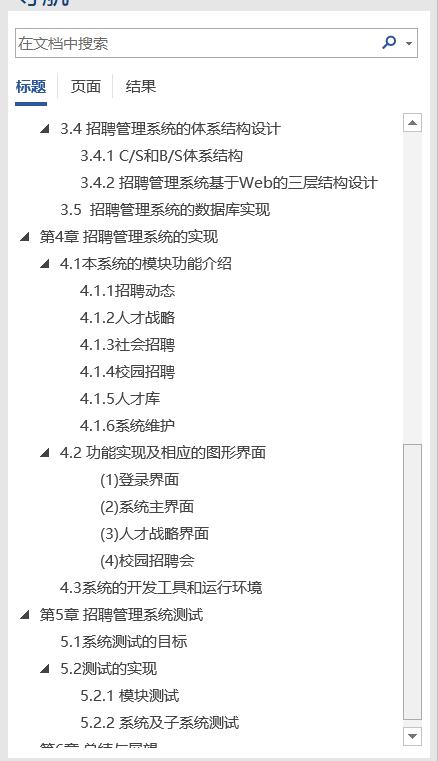 导航
在文档中搜索
标题 页面 结果
3.4 招聘管理系统的体系结构设计
3.4.1 C/S和B/S体系结构
3.4.2 招聘管理系统基于Web的三层结构设计
3.5 招聘管理系统的数据库实现
第4章 招聘管理系统的实现
4.1本系统的模块功能介绍
4.1.1招聘动态
4.1.2人才战略
4.1.3社会招聘
4.1.4校园招聘
4.1.5人才库
4.1.6系统维护
4.2 功能实现及相应的图形界面
(1)登录界面
(2)系统主界面
(3)人才战略界面
(4)校园招聘会
4.3系统的开发工具和运行环境
第5章 招聘管理系统测试
5.1系统测试的目标
5.2测试的实现
5.2.1 模块测试
5.2.2 系统及子系统测试
第6章 总结与展望